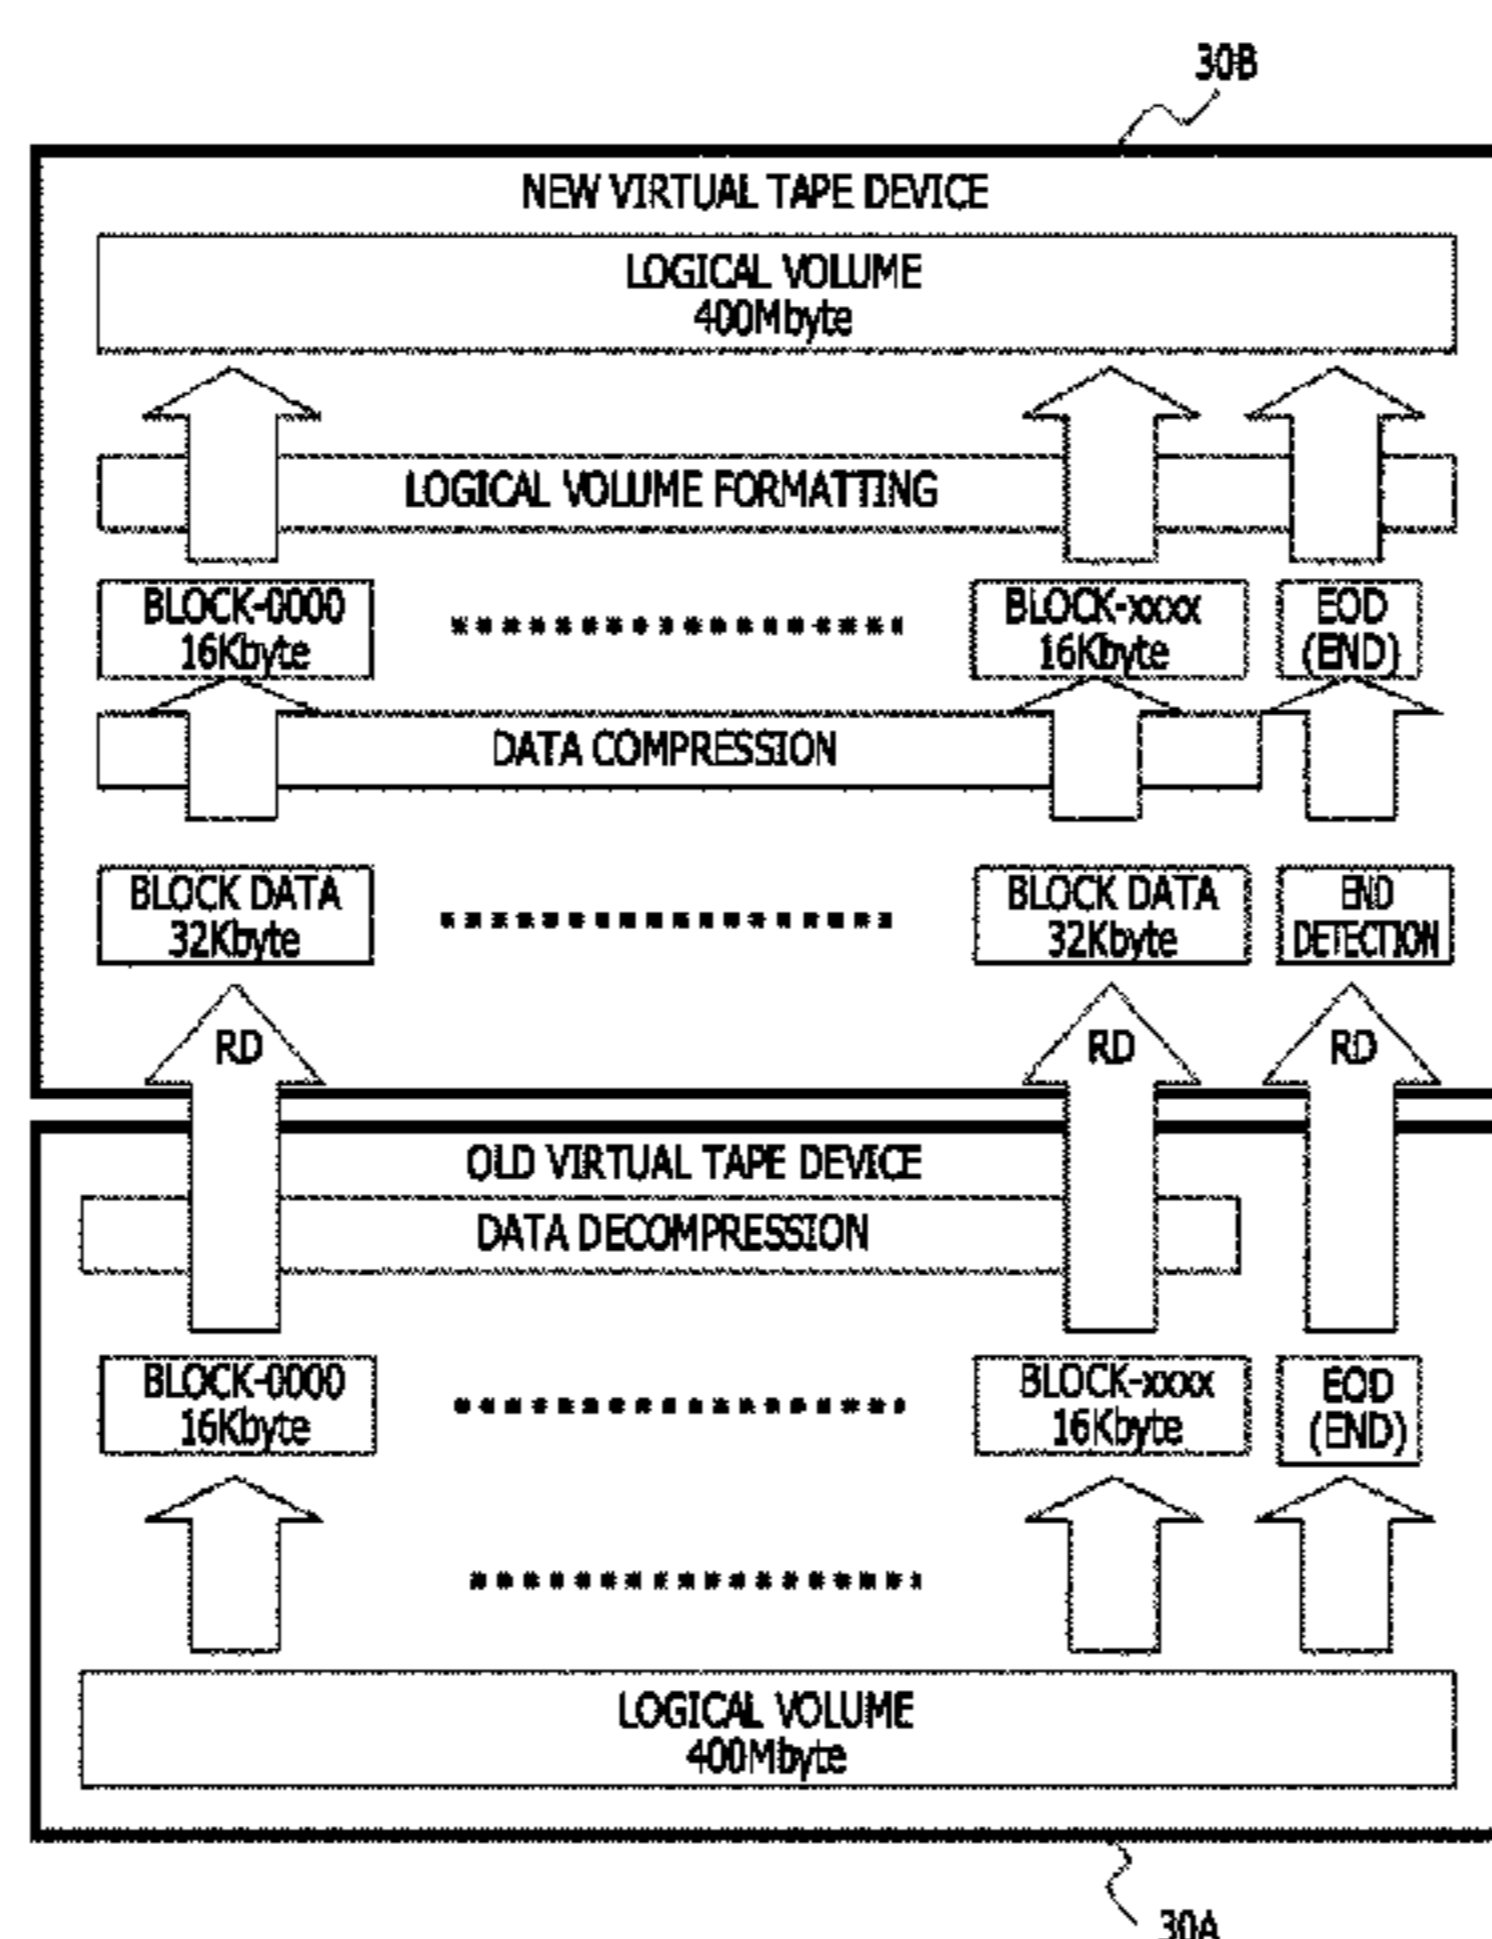 30B
NEW VIRTUAL TAPE DEVICE
LOGICAL VOLUME
400Mbyte
LOGICAL VOLUME FORMATTING
BLOCK-0000
16Kbyte
BLOCK-xxxx
16Kbyte
EOD
(END)
DATA COMPRESSION
BLOCK DATA
32Kbyte
BLOCK DATA
32Kbyte
END
DETECTION
RD
RD
RD
OLD VIRTUAL TAPE DEVICE
DATA DECOMPRESSION
BLOCK-0000
16Kbyte
BLOCK-xxxx
16Kbyte
EOD
(END)
LOGICAL VOLUME
400Mbyte
30A